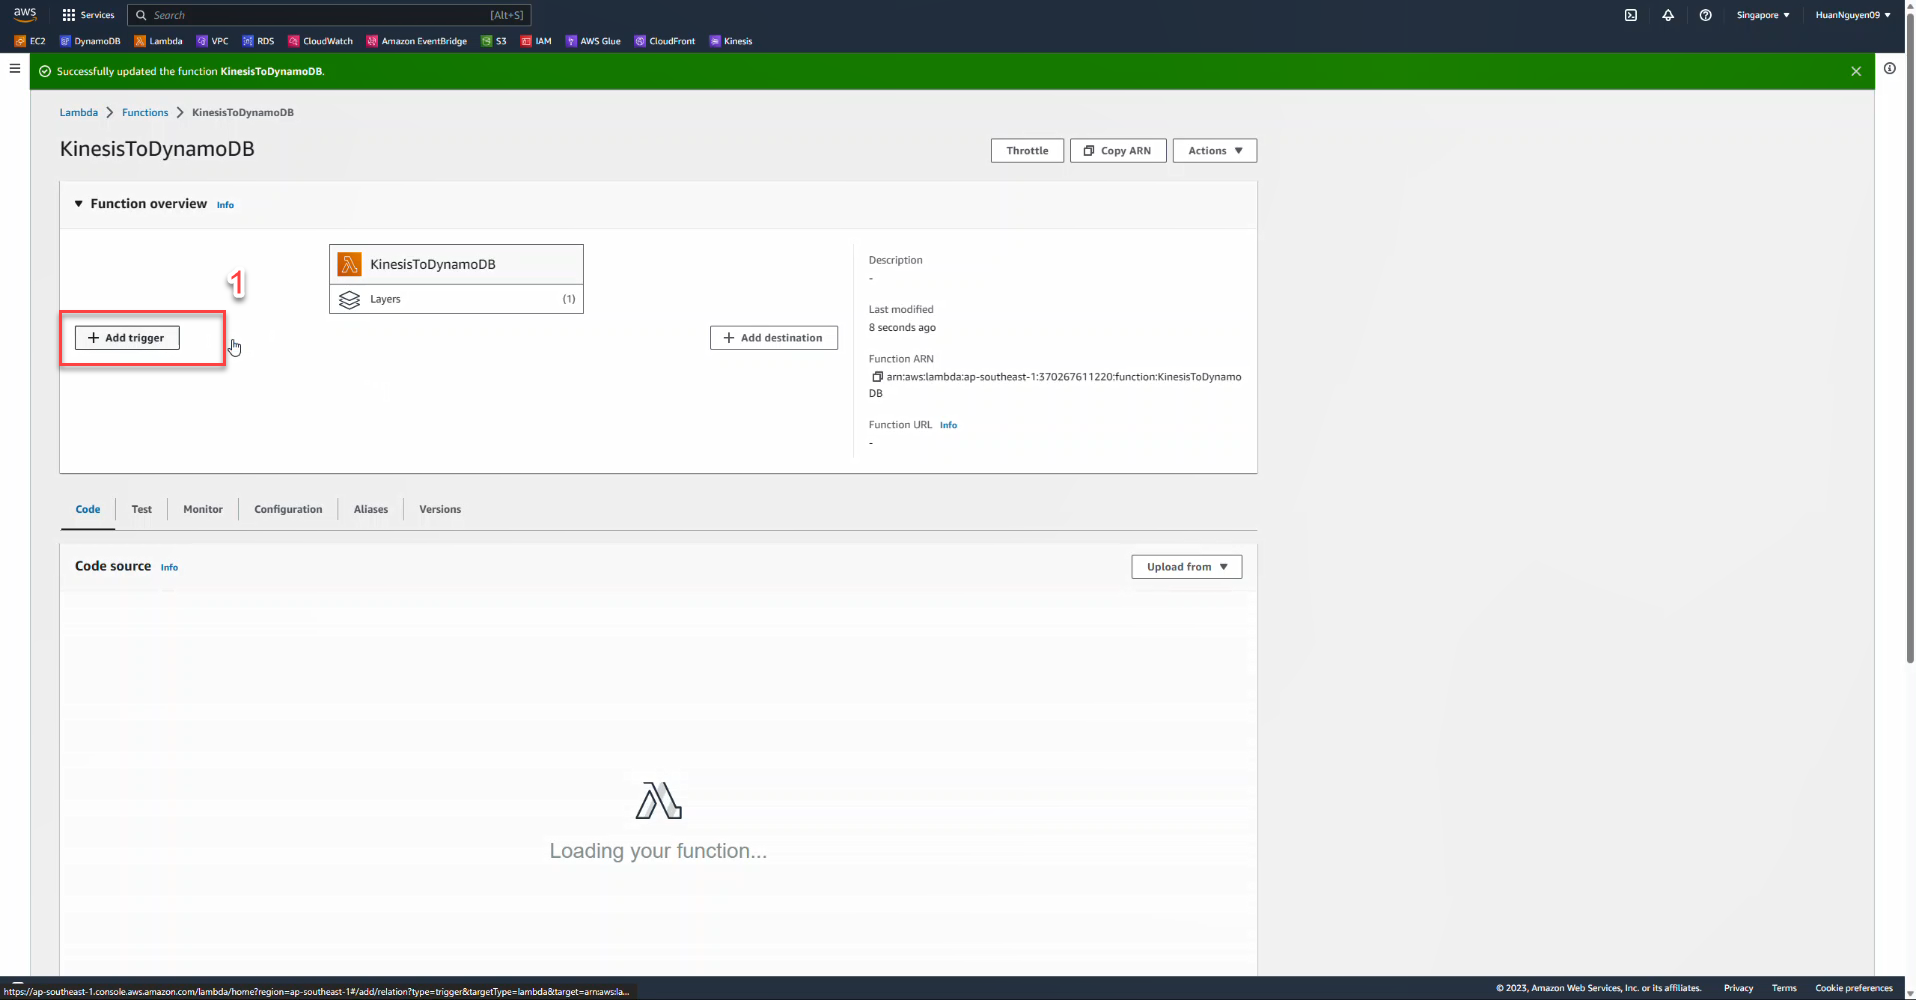 aws
Services
Search
[Alt+S]
Singapore
HuanNguyen09
EC2
DynamoDB
Lambda
VPC
RDS
CloudWatch
Amazon EventBridge
S3
IAM
AWS Glue
CloudFront
Kinesis
Successfully updated the function KinesisToDynamoDB.
Lambda
Functions
KinesisToDynamoDB
KinesisToDynamoDB
Throttle
Copy ARN
Actions
Function overview Info
KinesisToDynamoDB
Layers (1)
1
+ Add trigger
+ Add destination
Description
-
Last modified
8 seconds ago
Function ARN
arn:aws:lambda:ap-southeast-1:370267611220:function:KinesisToDynamo
DB
Function URL Info
-
Code
Test
Monitor
Configuration
Aliases
Versions
Code source Info
Upload from
Loading your function...
https://ap-southeast-1.console.aws.amazon.com/lambda/home?region=ap-southeast-1#/add/relation?type=trigger&targetType=lambda&target=arn:aws:la...
© 2023, Amazon Web Services, Inc. or its affiliates.
Privacy
Terms
Cookie preferences